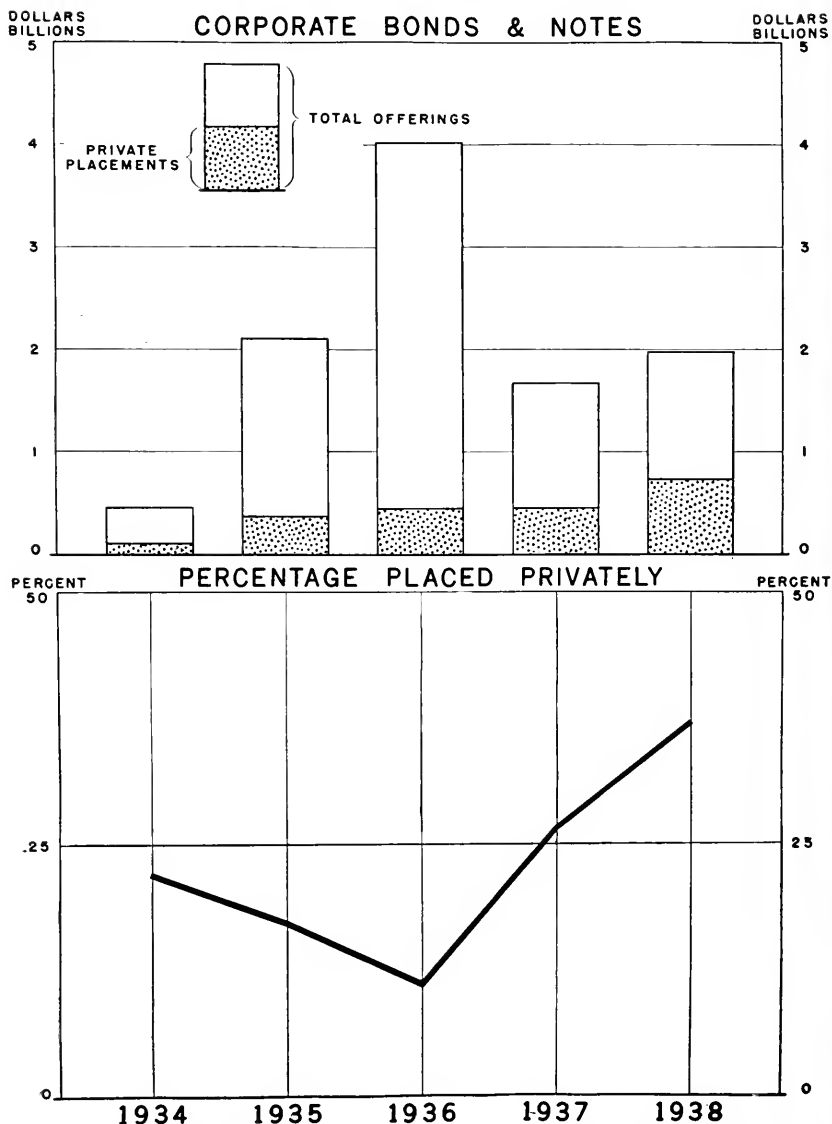 DOLLARS
BILLIONS
CORPORATE BONDS & NOTES
DOLLARS
BILLIONS
5
5
TOTAL OFFERINGS
PRIVATE
PLACEMENTS
4
4
3
3
2
2
1
1
0
0
PERCENT
PERCENTAGE PLACED PRIVATELY
PERCENT
50
50
25
25
0
0
1934 1935 1936 1937 1938